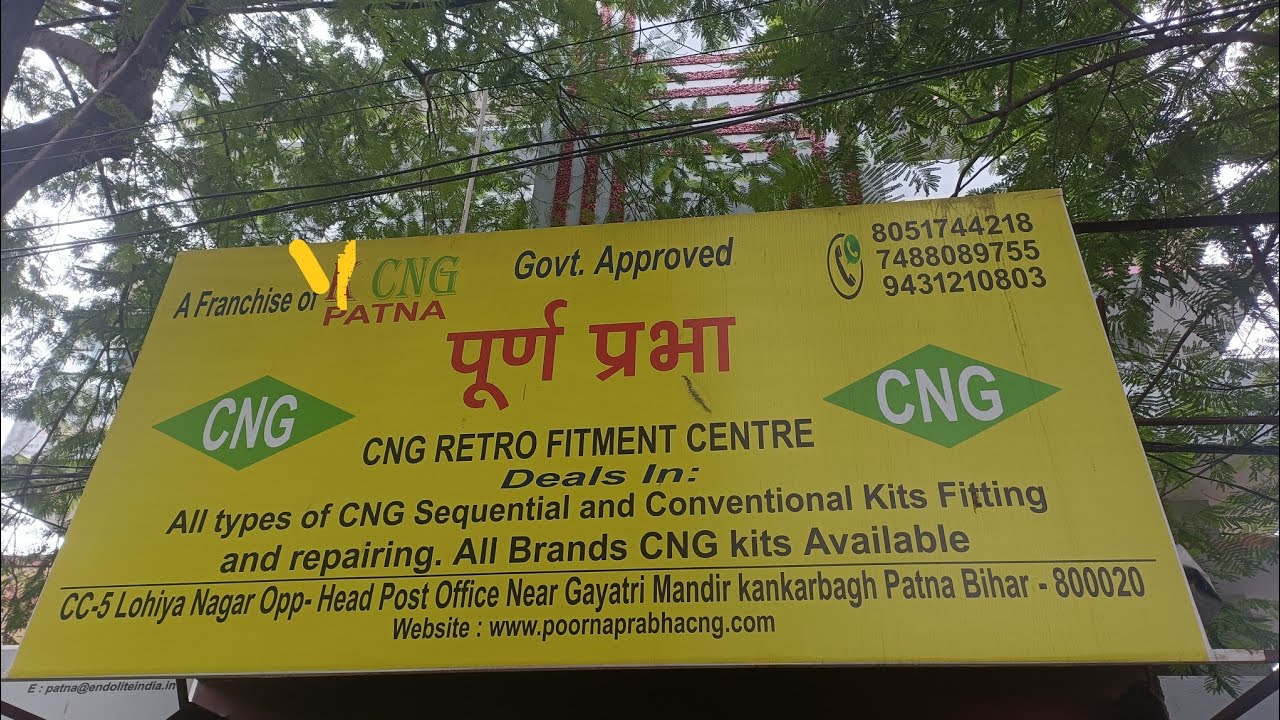 A Franchise of K CNG
PATNA
Govt. Approved
8051744218
7488089755
9431210803
पूर्ण प्रभा
CNG
CNG
CNG RETRO FITMENT CENTRE
Deals In:
All types of CNG Sequential and Conventional Kits Fitting
and repairing. All Brands CNG kits Available
CC-5 Lohiya Nagar Opp- Head Post Office Near Gayatri Mandir kankarbagh Patna Bihar - 800020
Website : www.poornaprabhacng.com
E : patna@endoliteindia.in